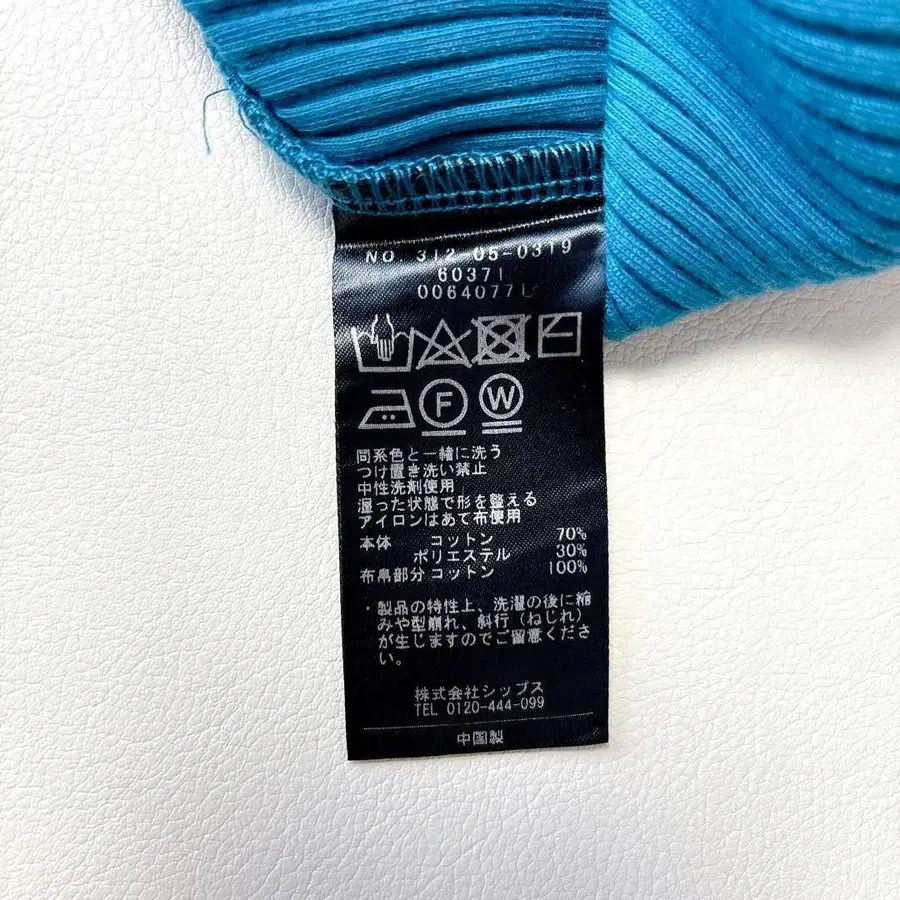 NO. 312-05-0319
60371
00640771
F W
同系色と一緒に洗う
つけ置き洗い禁止
中性洗剤使用
湿った状態で形を整える
アイロンはあて布使用
本体 コットン 70%
ポリエステル 30%
布帛部分 コットン 100%
・製品の特性上、洗濯の後に縮
みや型崩れ、斜行(ねじれ)
が生じますのでご留意くださ
い。
株式会社シップス
TEL 0120-444-099
中国製